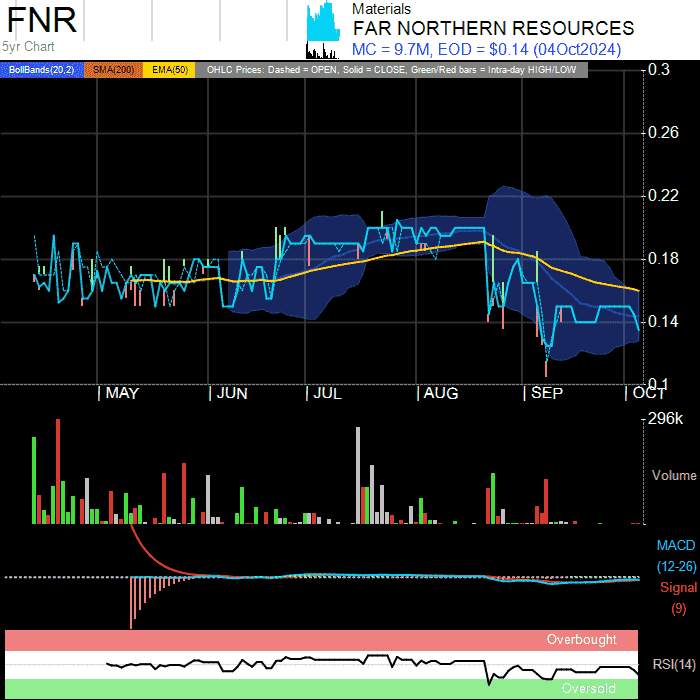 FNR
5yr Chart
Materials
FAR NORTHERN RESOURCES
MC = 9.7M, EOD = $0.14 (04Oct2024)
BollBands(20,2) SMA(200) EMA(50) OHLC Prices: Dashed = OPEN, Solid = CLOSE, Green/Red bars = Intra-day HIGH/LOW
0.3
0.26
0.22
0.18
0.14
0.1
MAY JUN JUL AUG SEP OCT
296k
Volume
MACD
(12-26)
Signal
(9)
Overbought
RSI(14)
Oversold